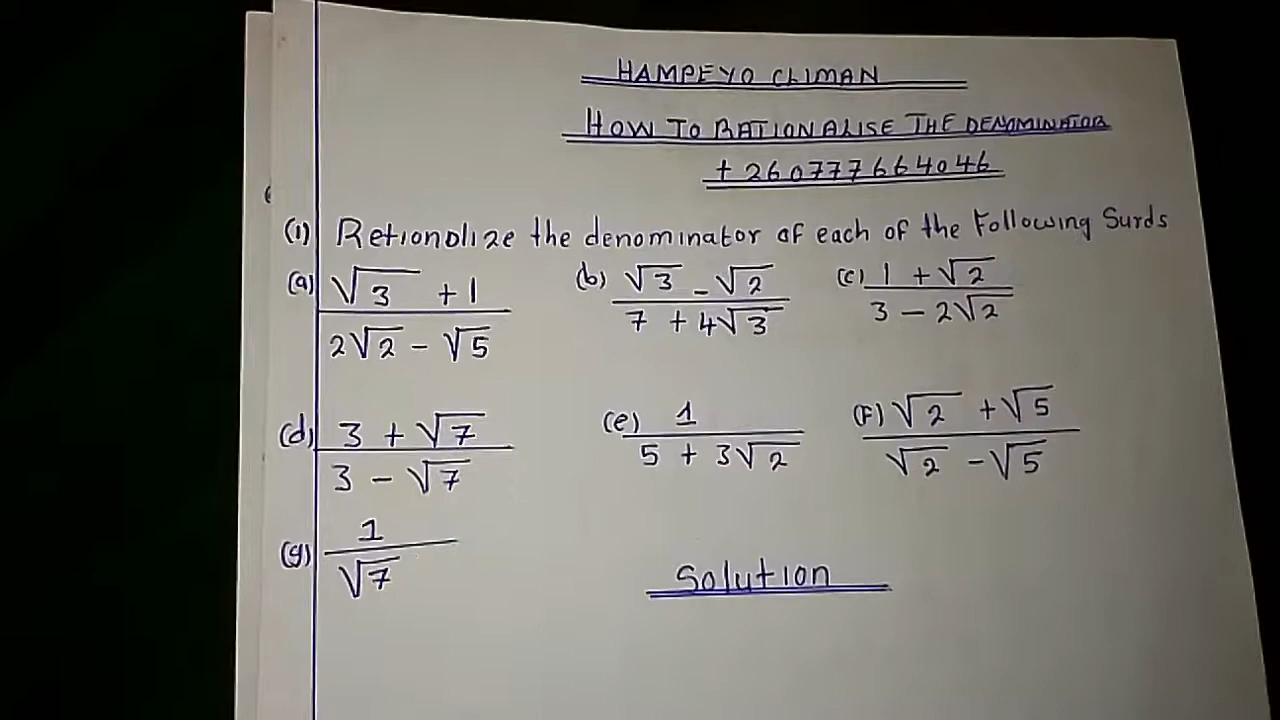 HAMPEYO CLIMAN
HOW TO RATIONALISE THE DENOMINATOR
+260777664046
(1) Retionolize the denominator of each of the Following Surds
(a) (√3 + 1)/(2√2 - √5) (b) (√3 - √2)/(7 + 4√3) (c) (1 + √2)/(3 - 2√2)
(d) (3 + √7)/(3 - √7) (e) 1/(5 + 3√2) (F) (√2 + √5)/(√2 - √5)
(g) 1/√7
Solution